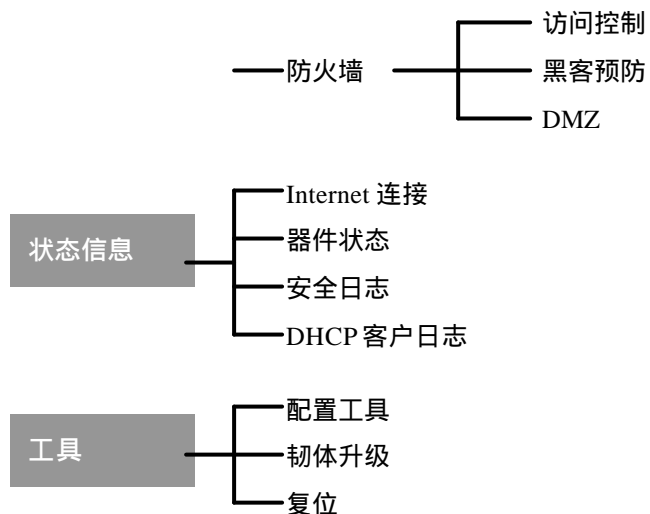 访问控制
防火墙
黑客预防
DMZ
Internet 连接
状态信息
器件状态
安全日志
DHCP 客户日志
配置工具
工具
韧体升级
复位